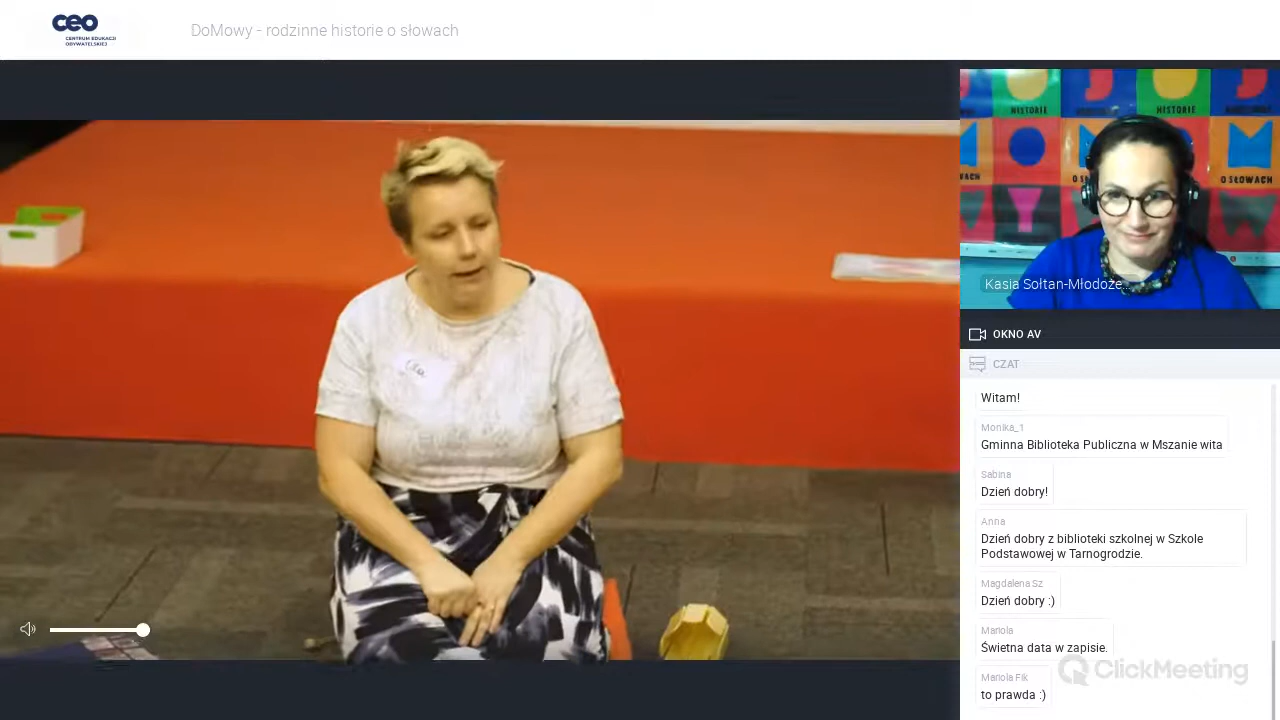 ceo
CENTRUM EDUKACJI
OBYWATELSKIEJ
DoMowy - rodzinne historie o słowach
HISTORIE
HISTORIE
O SŁOWACH
Kasia Sołtan-Młodoże...
OKNO AV
CZAT
Witam!
Monika_1
Gminna Biblioteka Publiczna w Mszanie wita
Sabina
Dzień dobry!
Anna
Dzień dobry z biblioteki szkolnej w Szkole
Podstawowej w Tarnogrodzie.
Magdalena Sz
Dzień dobry :)
Mariola
Świetna data w zapisie.
Mariola Fik
to prawda :)
ClickMeeting